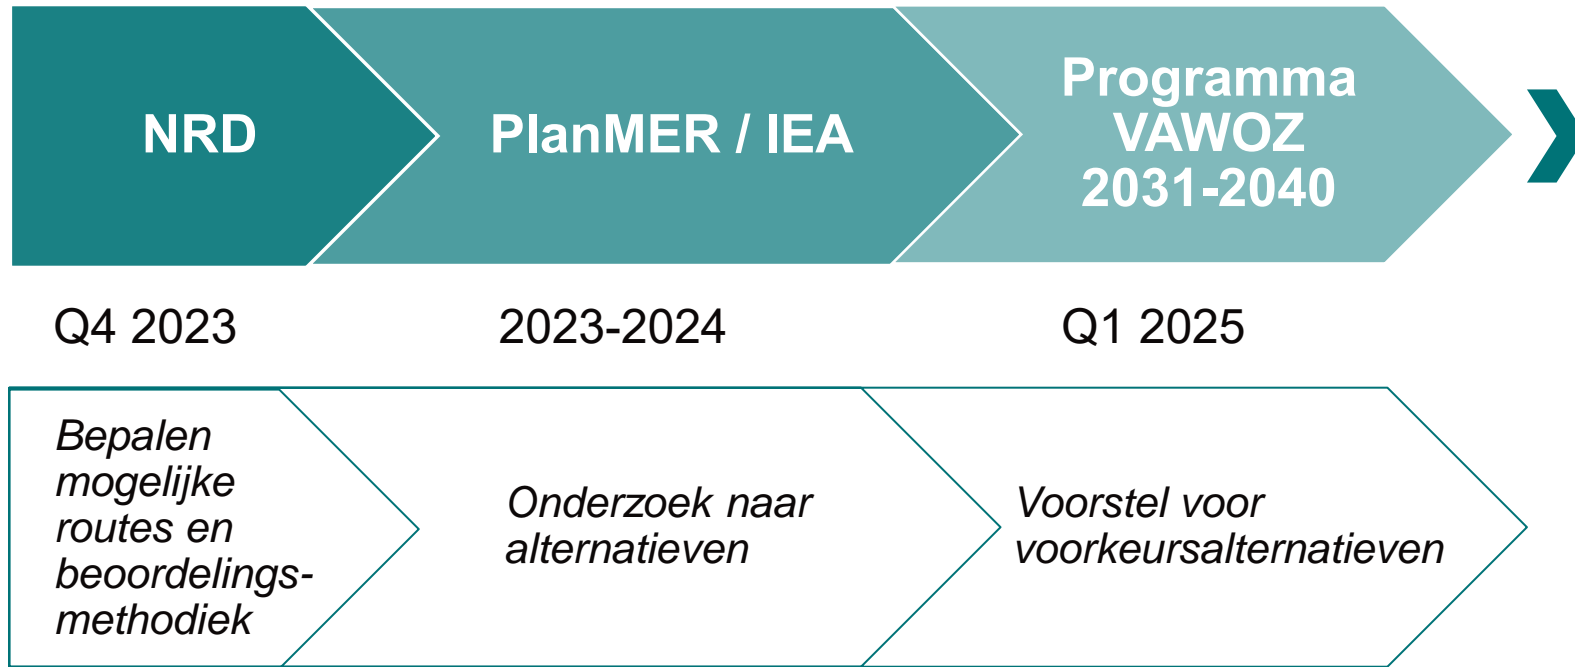 NRD
PlanMER / IEA
Programma
VAWOZ
2031-2040
Q4 2023
2023-2024
Q1 2025
Bepalen
mogelijke
routes en
beoordelings-
methodiek
Onderzoek naar
alternatieven
Voorstel voor
voorkeursalternatieven